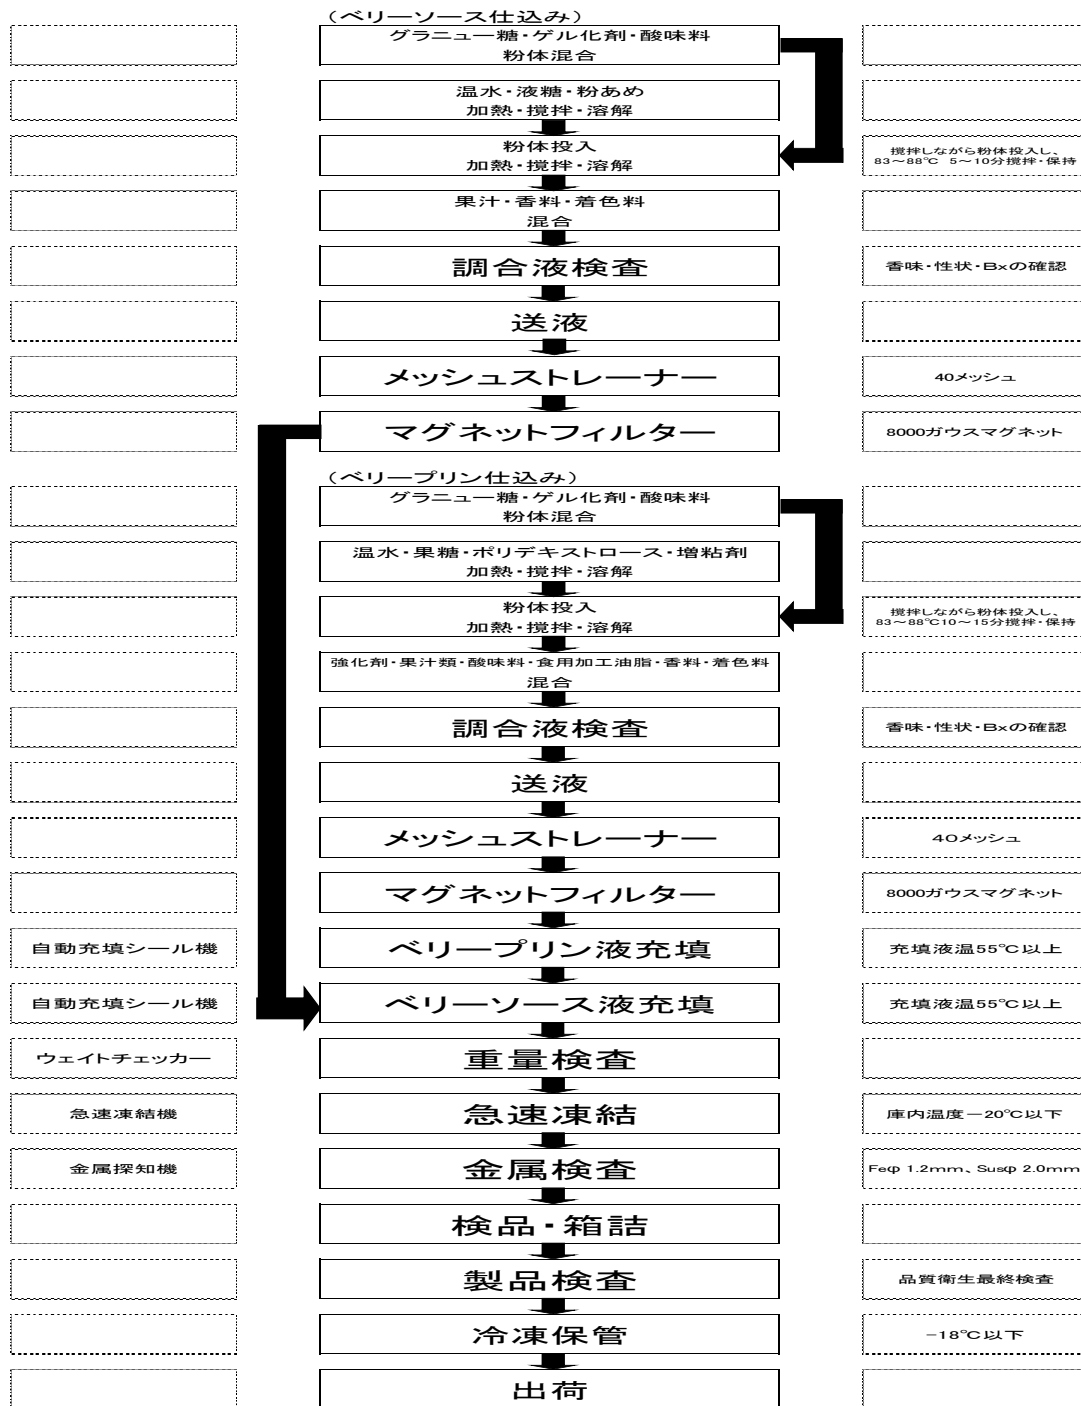 (ベリーソース仕込み)
グラニュー糖・ゲル化剤・酸味料
粉体混合
温水・液糖・粉あめ
加熱・撹拌・溶解
粉体投入
加熱・撹拌・溶解
撹拌しながら粉体投入し、
83～88℃ 5～10分撹拌・保持
果汁・香料・着色料
混合
調合液検査
香味・性状・Bxの確認
送液
メッシュストレーナー
40メッシュ
マグネットフィルター
8000ガウスマグネット
(ベリープリン仕込み)
グラニュー糖・ゲル化剤・酸味料
粉体混合
温水・果糖・ポリデキストロース・増粘剤
加熱・撹拌・溶解
粉体投入
加熱・撹拌・溶解
撹拌しながら粉体投入し、
83～88℃10～15分撹拌・保持
強化剤・果汁類・酸味料・食用加工油脂・香料・着色料
混合
調合液検査
香味・性状・Bxの確認
送液
メッシュストレーナー
40メッシュ
マグネットフィルター
8000ガウスマグネット
自動充填シール機
ベリープリン液充填
充填液温55℃以上
自動充填シール機
ベリーソース液充填
充填液温55℃以上
ウェイトチェッカー
重量検査
急速凍結機
急速凍結
庫内温度－20℃以下
金属探知機
金属検査
Feφ 1.2mm、Susφ 2.0mm
検品・箱詰
製品検査
品質衛生最終検査
冷凍保管
-18℃以下
出荷